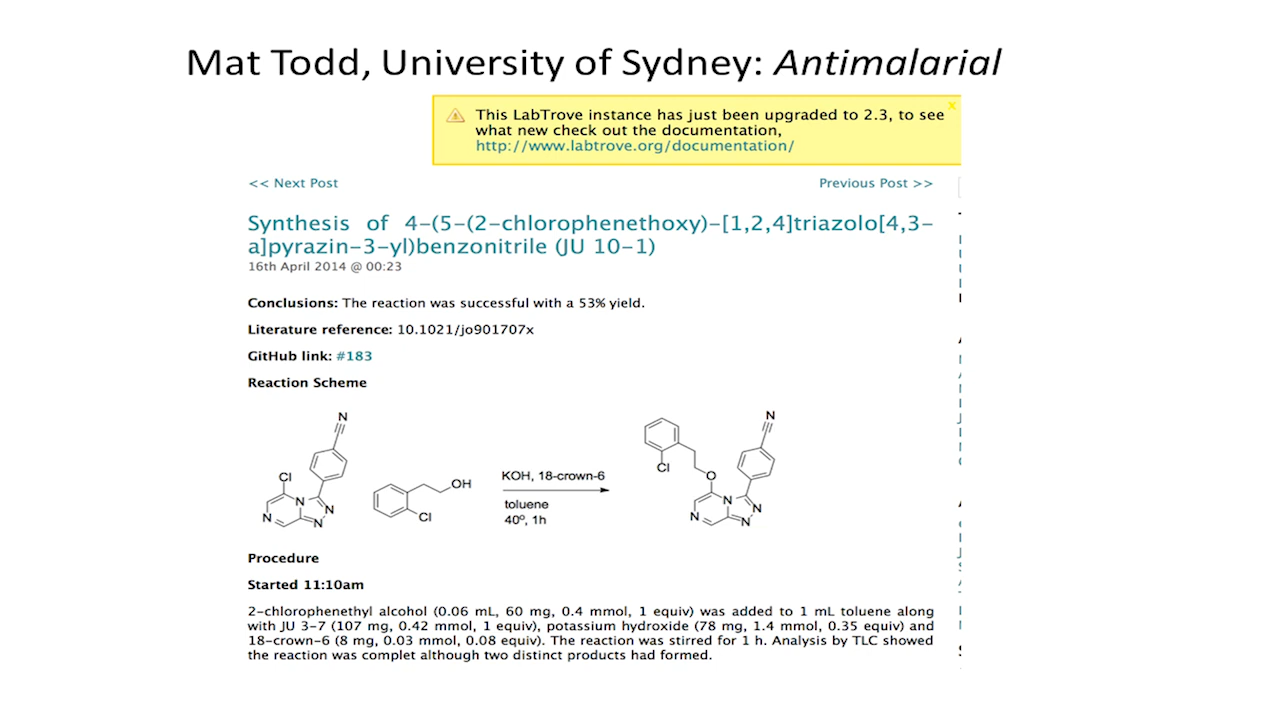 Mat Todd, University of Sydney: Antimalarial
This LabTrove instance has just been upgraded to 2.3, to see
what new check out the documentation,
http://www.labtrove.org/documentation/
x
<< Next Post
Previous Post >>
Synthesis of 4-(5-(2-chlorophenethoxy)-[1,2,4]triazolo[4,3-
a]pyrazin-3-yl)benzonitrile (JU 10-1)
16th April 2014 @ 00:23
Conclusions: The reaction was successful with a 53% yield.
Literature reference: 10.1021/jo901707x
GitHub link: #183
Reaction Scheme
N
Cl
N
N
N
N
OH
Cl
KOH, 18-crown-6
toluene
40º, 1h
N
Cl
O
N
N
N
N
Procedure
Started 11:10am
2-chlorophenethyl alcohol (0.06 mL, 60 mg, 0.4 mmol, 1 equiv) was added to 1 mL toluene along
with JU 3-7 (107 mg, 0.42 mmol, 1 equiv), potassium hydroxide (78 mg, 1.4 mmol, 0.35 equiv) and
18-crown-6 (8 mg, 0.03 mmol, 0.08 equiv). The reaction was stirred for 1 h. Analysis by TLC showed
the reaction was complet although two distinct products had formed.